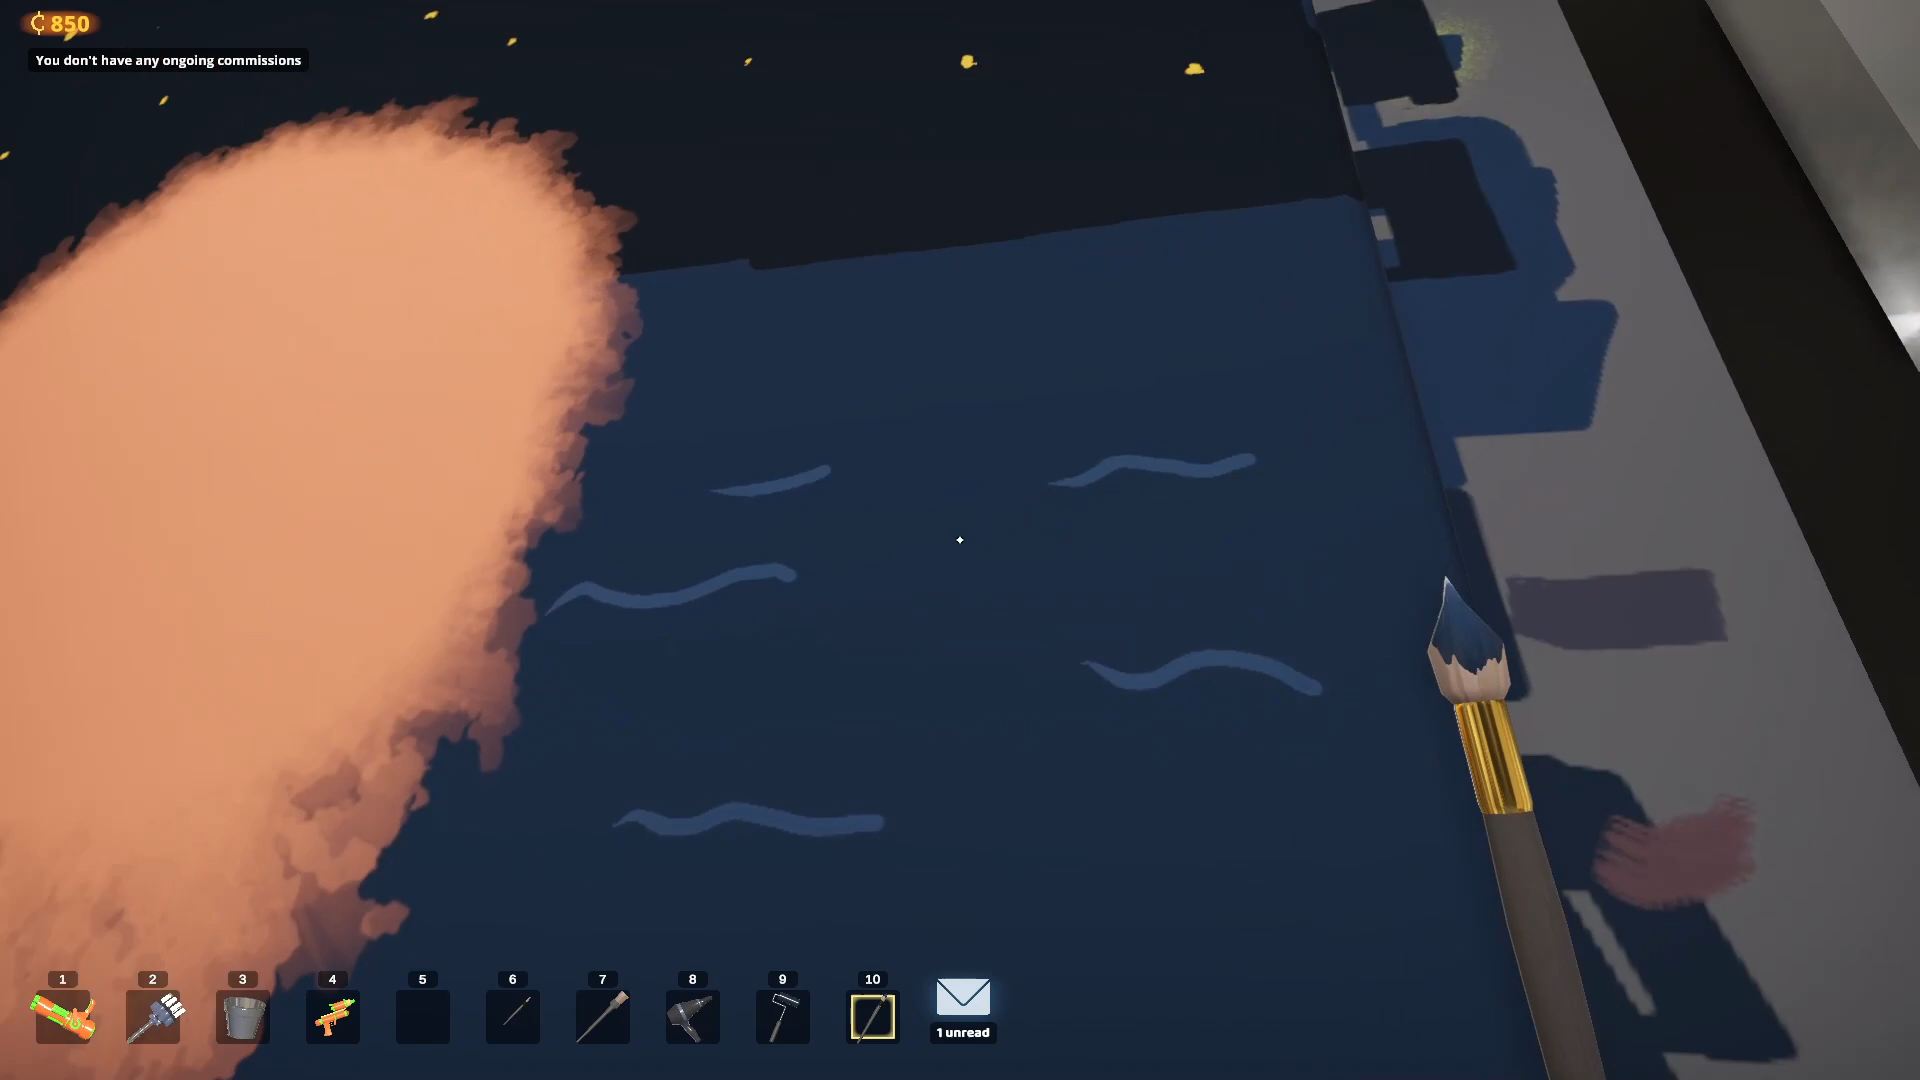 ₵ 850
You don't have any ongoing commissions
1 2 3 4 5 6 7 8 9 10
1 unread